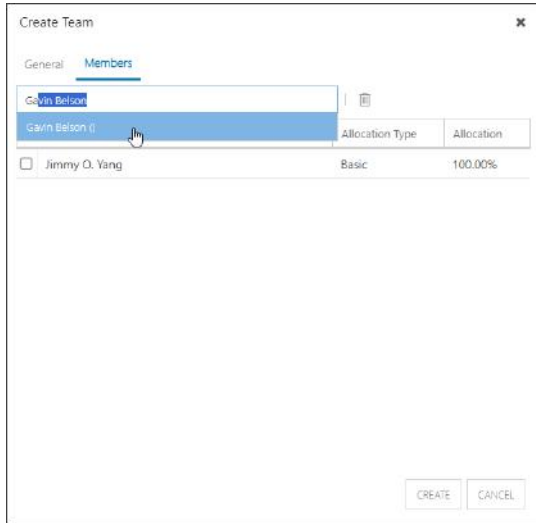 Create Team
General Members
Gavin Belson
Gavin Belson ()
Allocation Type Allocation
Jimmy O. Yang Basic 100.00%
CREATE CANCEL